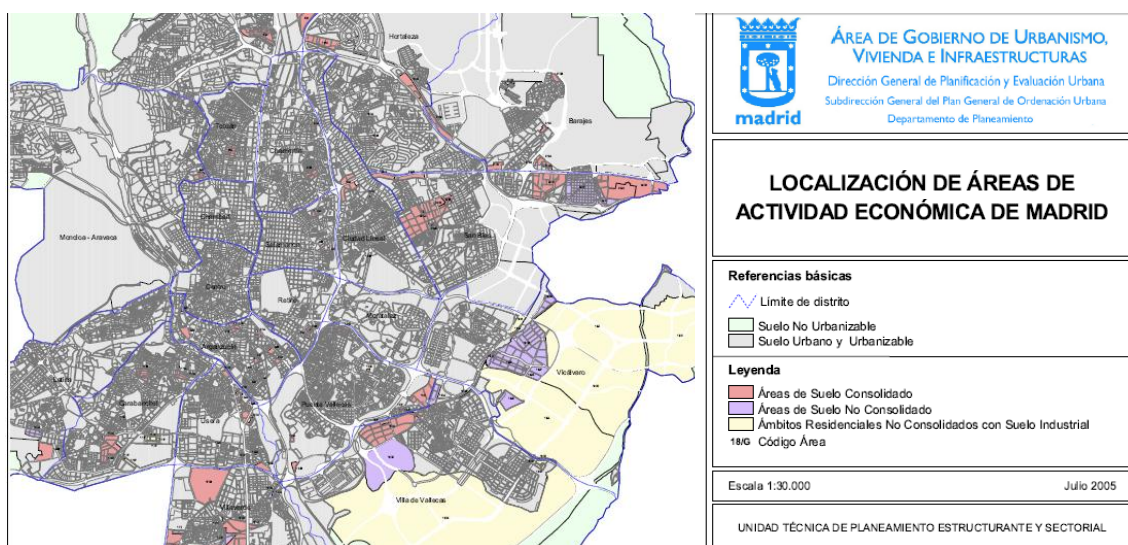 Hortaleza
Barajas
Tetuán
Chamartín
Moncloa - Aravaca
Chamberí
Salamanca
Ciudad Lineal
San Blas
Centro
Retiro
Moratalaz
Arganzuela
Vicálvaro
Latina
Carabanchel
Usera
Puente de Vallecas
Villa de Vallecas
Villaverde
madrid
ÁREA DE GOBIERNO DE URBANISMO,
VIVIENDA E INFRAESTRUCTURAS
Dirección General de Planificación y Evaluación Urbana
Subdirección General del Plan General de Ordenación Urbana
Departamento de Planeamiento
LOCALIZACIÓN DE ÁREAS DE
ACTIVIDAD ECONÓMICA DE MADRID
Referencias básicas
Límite de distrito
Suelo No Urbanizable
Suelo Urbano y Urbanizable
Leyenda
Áreas de Suelo Consolidado
Áreas de Suelo No Consolidado
Ámbitos Residenciales No Consolidados con Suelo Industrial
18/G Código Área
Escala 1:30.000 Julio 2005
UNIDAD TÉCNICA DE PLANEAMIENTO ESTRUCTURANTE Y SECTORIAL